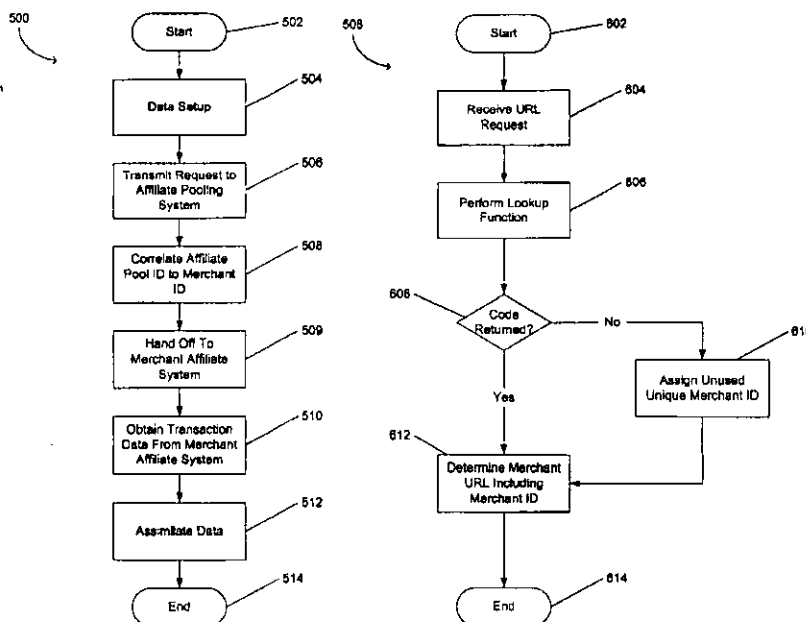 500
Start
502
Data Setup
504
Transmit Request to
Affiliate Pooling
System
506
Correlate Affiliate
Pool ID to Merchant
ID
508
Hand Off To
Merchant Affiliate
System
509
Obtain Transaction
Data From Merchant
Affiliate System
510
Assimilate Data
512
End
514
508
Start
602
Receive URL
Request
604
Perform Lookup
Function
606
608
Code
Returned?
No
Yes
Assign Unused
Unique Merchant ID
612
Determine Merchant
URL Including
Merchant ID
End
614